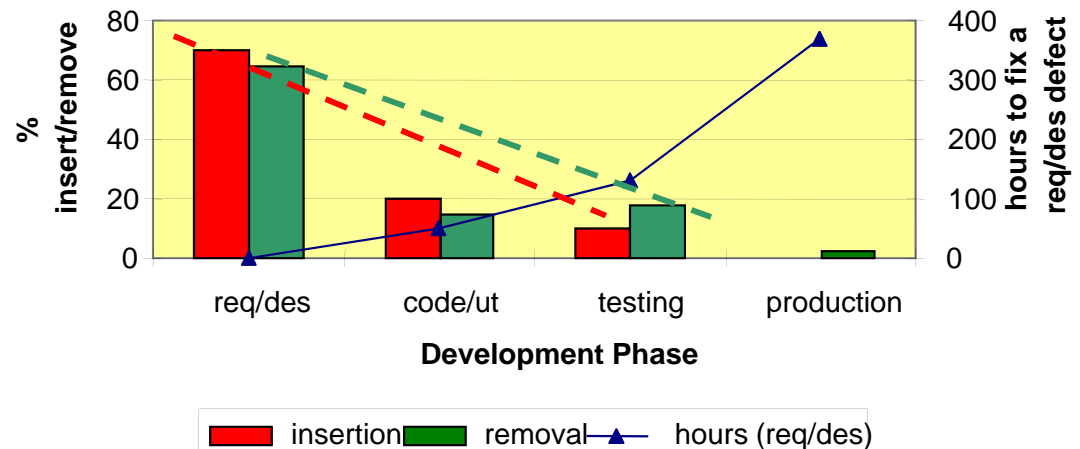 %
insert/remove
80
60
40
20
0
400
300
200
100
0
hours to fix a
req/des defect
req/des code/ut testing production
Development Phase
insertion removal hours (req/des)